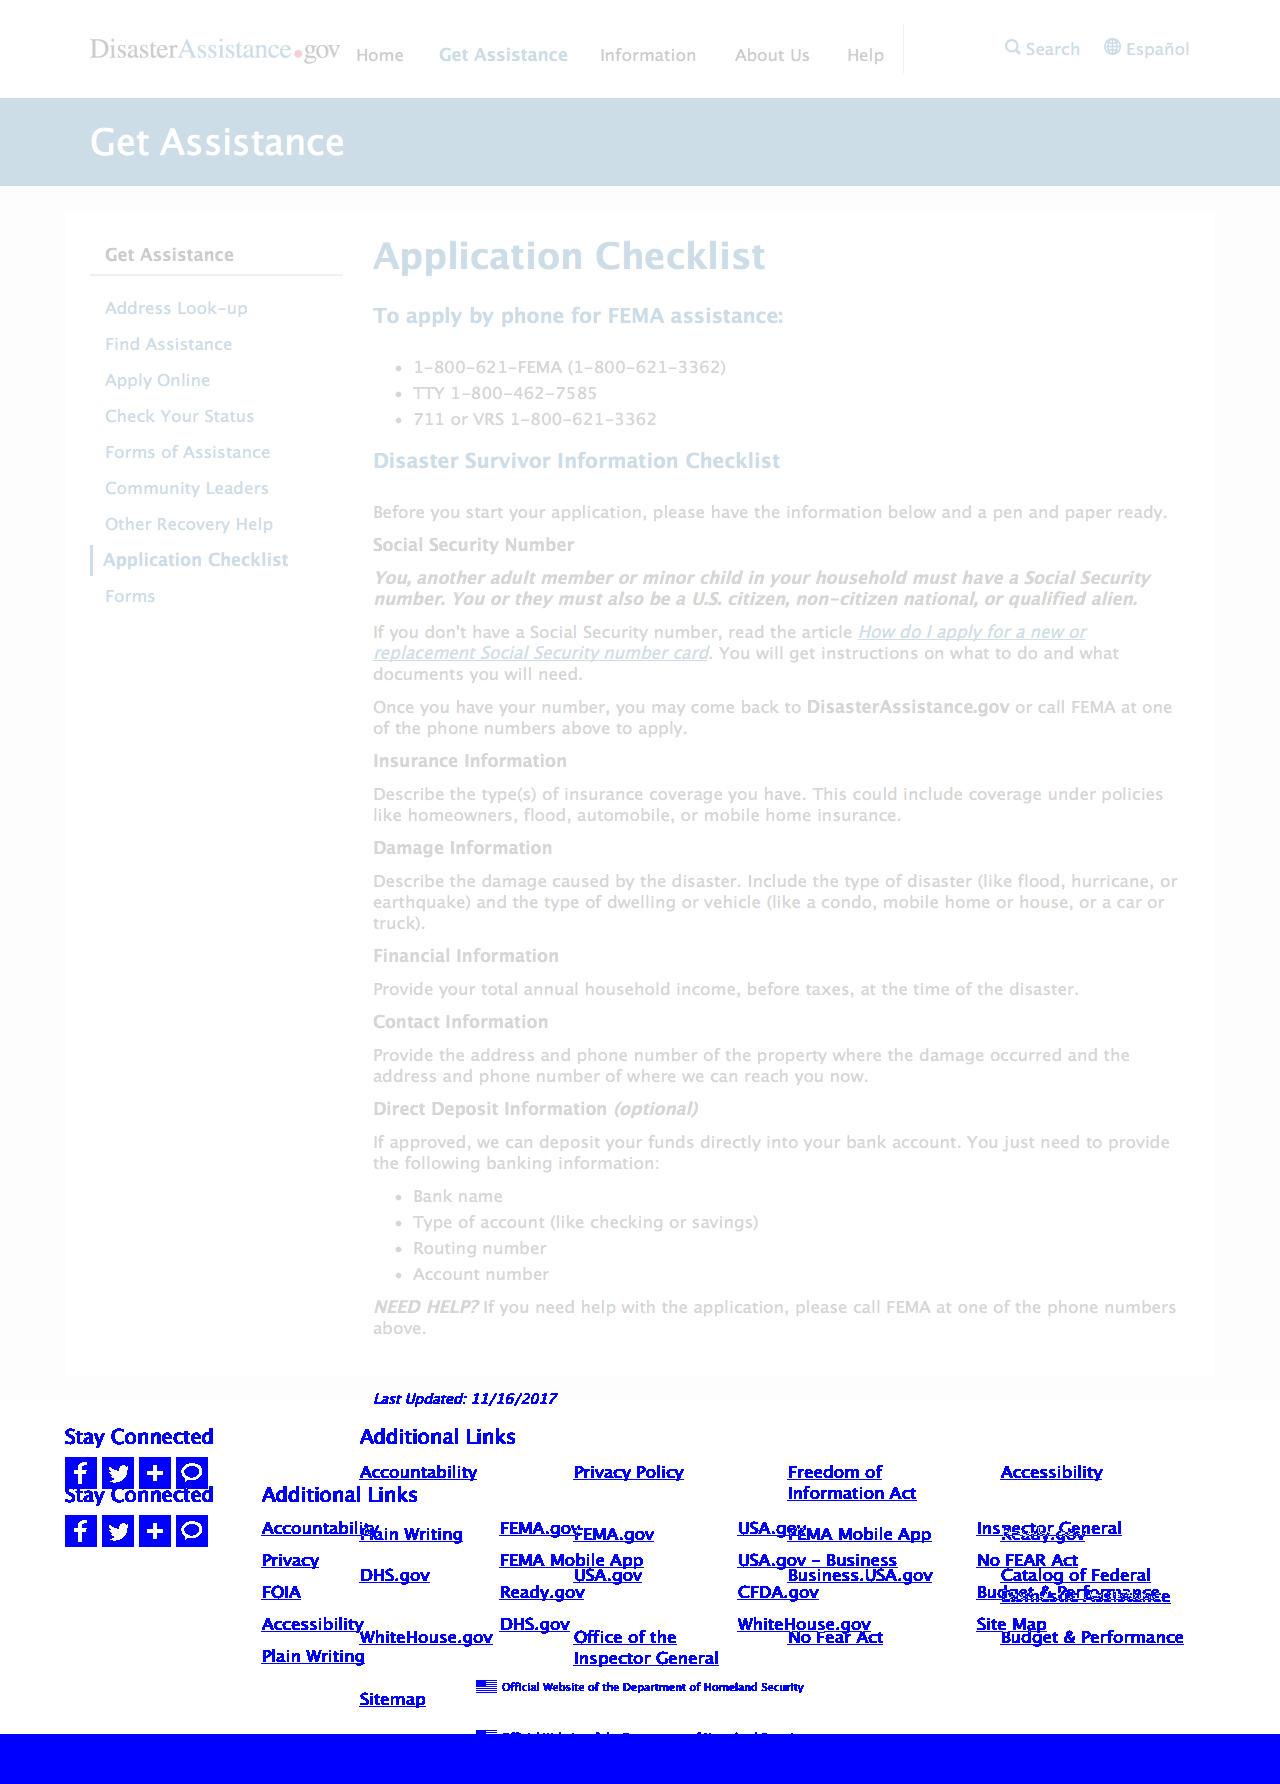 DisasterAssistance.gov Home Get Assistance Information About Us Help Search Español
Get Assistance
Get Assistance
Address Look-up
Find Assistance
Apply Online
Check Your Status
Forms of Assistance
Community Leaders
Other Recovery Help
Application Checklist
Forms
Application Checklist
To apply by phone for FEMA assistance:
• 1-800-621-FEMA (1-800-621-3362)
• TTY 1-800-462-7585
• 711 or VRS 1-800-621-3362
Disaster Survivor Information Checklist
Before you start your application, please have the information below and a pen and paper ready.
Social Security Number
You, another adult member or minor child in your household must have a Social Security
number. You or they must also be a U.S. citizen, non-citizen national, or qualified alien.
If you don't have a Social Security number, read the article How do I apply for a new or
replacement Social Security number card. You will get instructions on what to do and what
documents you will need.
Once you have your number, you may come back to DisasterAssistance.gov or call FEMA at one
of the phone numbers above to apply.
Insurance Information
Describe the type(s) of insurance coverage you have. This could include coverage under policies
like homeowners, flood, automobile, or mobile home insurance.
Damage Information
Describe the damage caused by the disaster. Include the type of disaster (like flood, hurricane, or
earthquake) and the type of dwelling or vehicle (like a condo, mobile home or house, or a car or
truck).
Financial Information
Provide your total annual household income, before taxes, at the time of the disaster.
Contact Information
Provide the address and phone number of the property where the damage occurred and the
address and phone number of where we can reach you now.
Direct Deposit Information (optional)
If approved, we can deposit your funds directly into your bank account. You just need to provide
the following banking information:
• Bank name
• Type of account (like checking or savings)
• Routing number
• Account number
NEED HELP? If you need help with the application, please call FEMA at one of the phone numbers
above.
Last Updated: 11/16/2017
Stay Connected Additional Links
Accountability Privacy Policy Freedom of Accessibility
Information Act
Stay Connected Additional Links
Accountability FEMA.gov USA.gov Inspector General
Plain Writing FEMA.gov FEMA Mobile App Ready.gov
Privacy FEMA Mobile App USA.gov - Business No FEAR Act
DHS.gov USA.gov Business.USA.gov Catalog of Federal
FOIA Ready.gov CFDA.gov Budget & Performance
Domestic Assistance
Accessibility DHS.gov WhiteHouse.gov Site Map
WhiteHouse.gov Office of the No Fear Act Budget & Performance
Plain Writing Inspector General
Official Website of the Department of Homeland Security
Sitemap